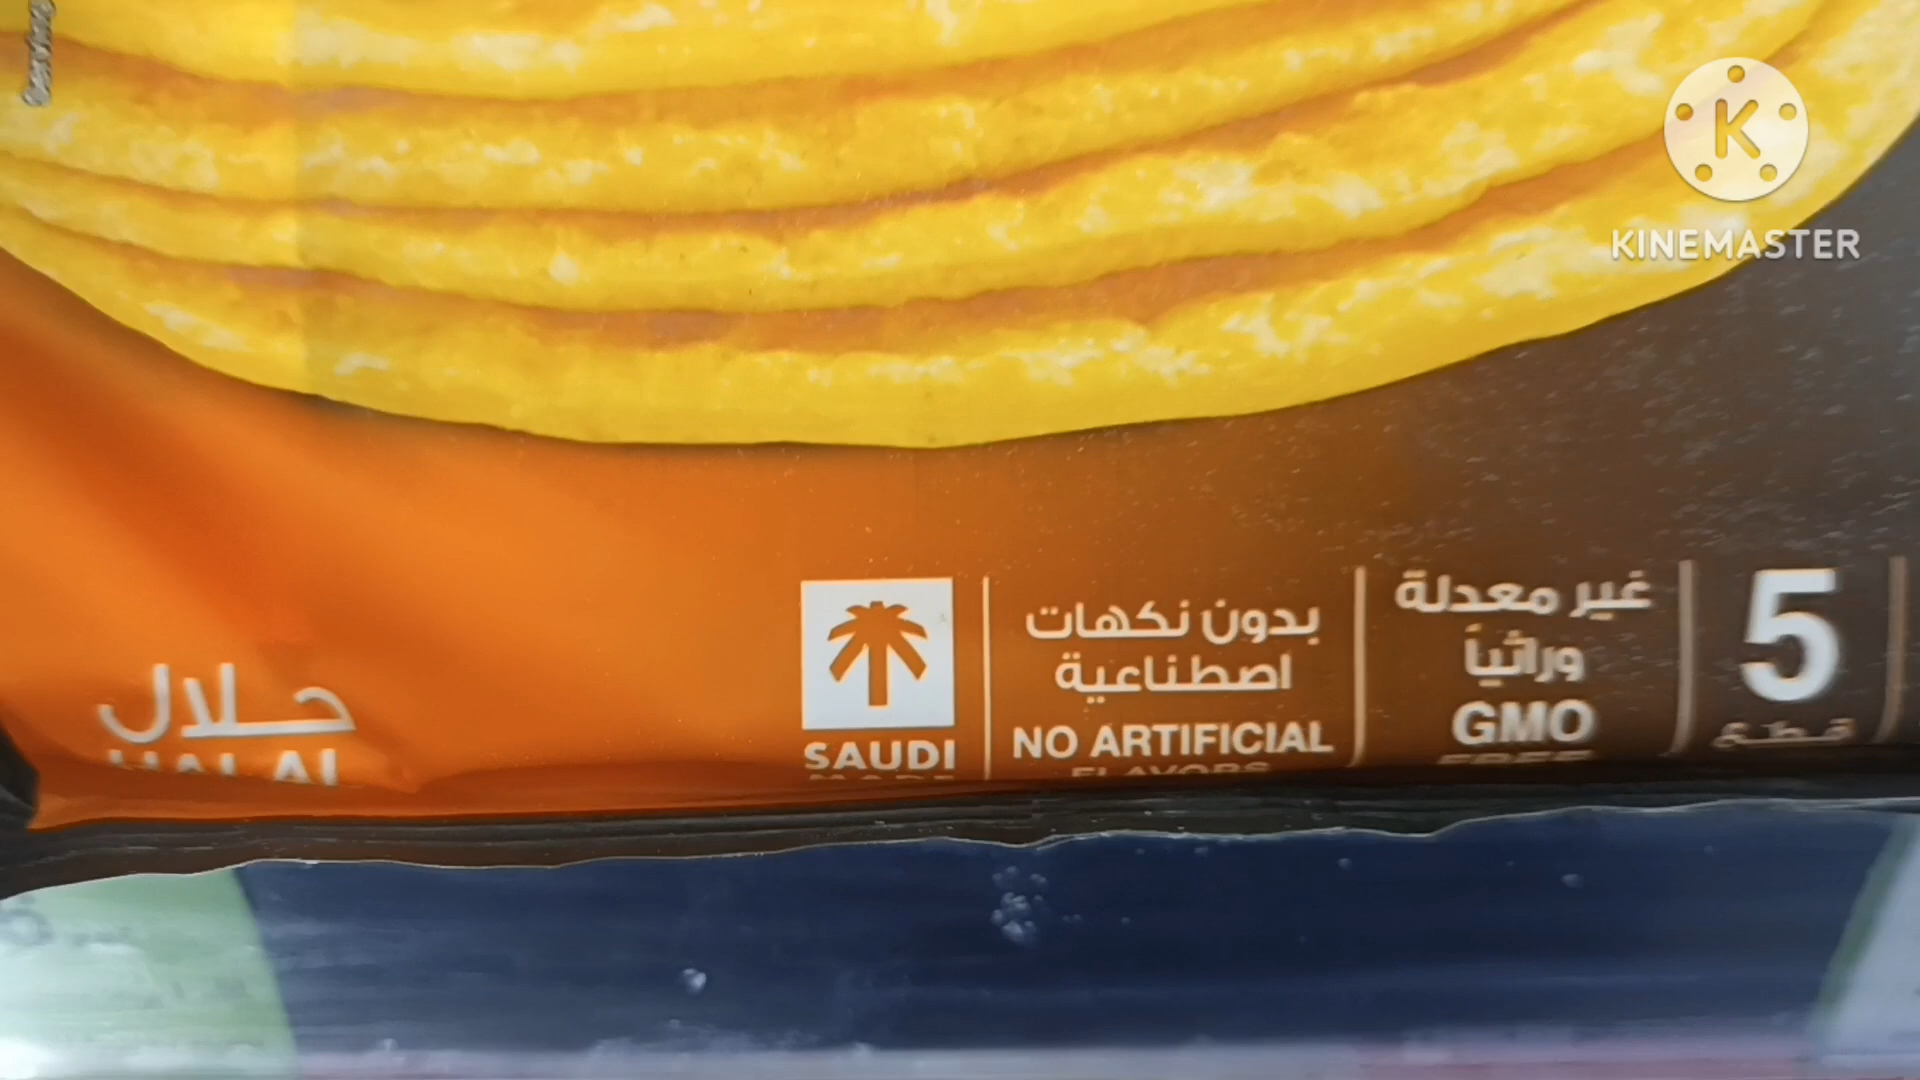 KINEMASTER
حلال
HALAL
SAUDI
MADE
بدون نكهات
اصطناعية
NO ARTIFICIAL
FLAVORS
غير معدلة
وراثياً
GMO
FREE
5
قطع